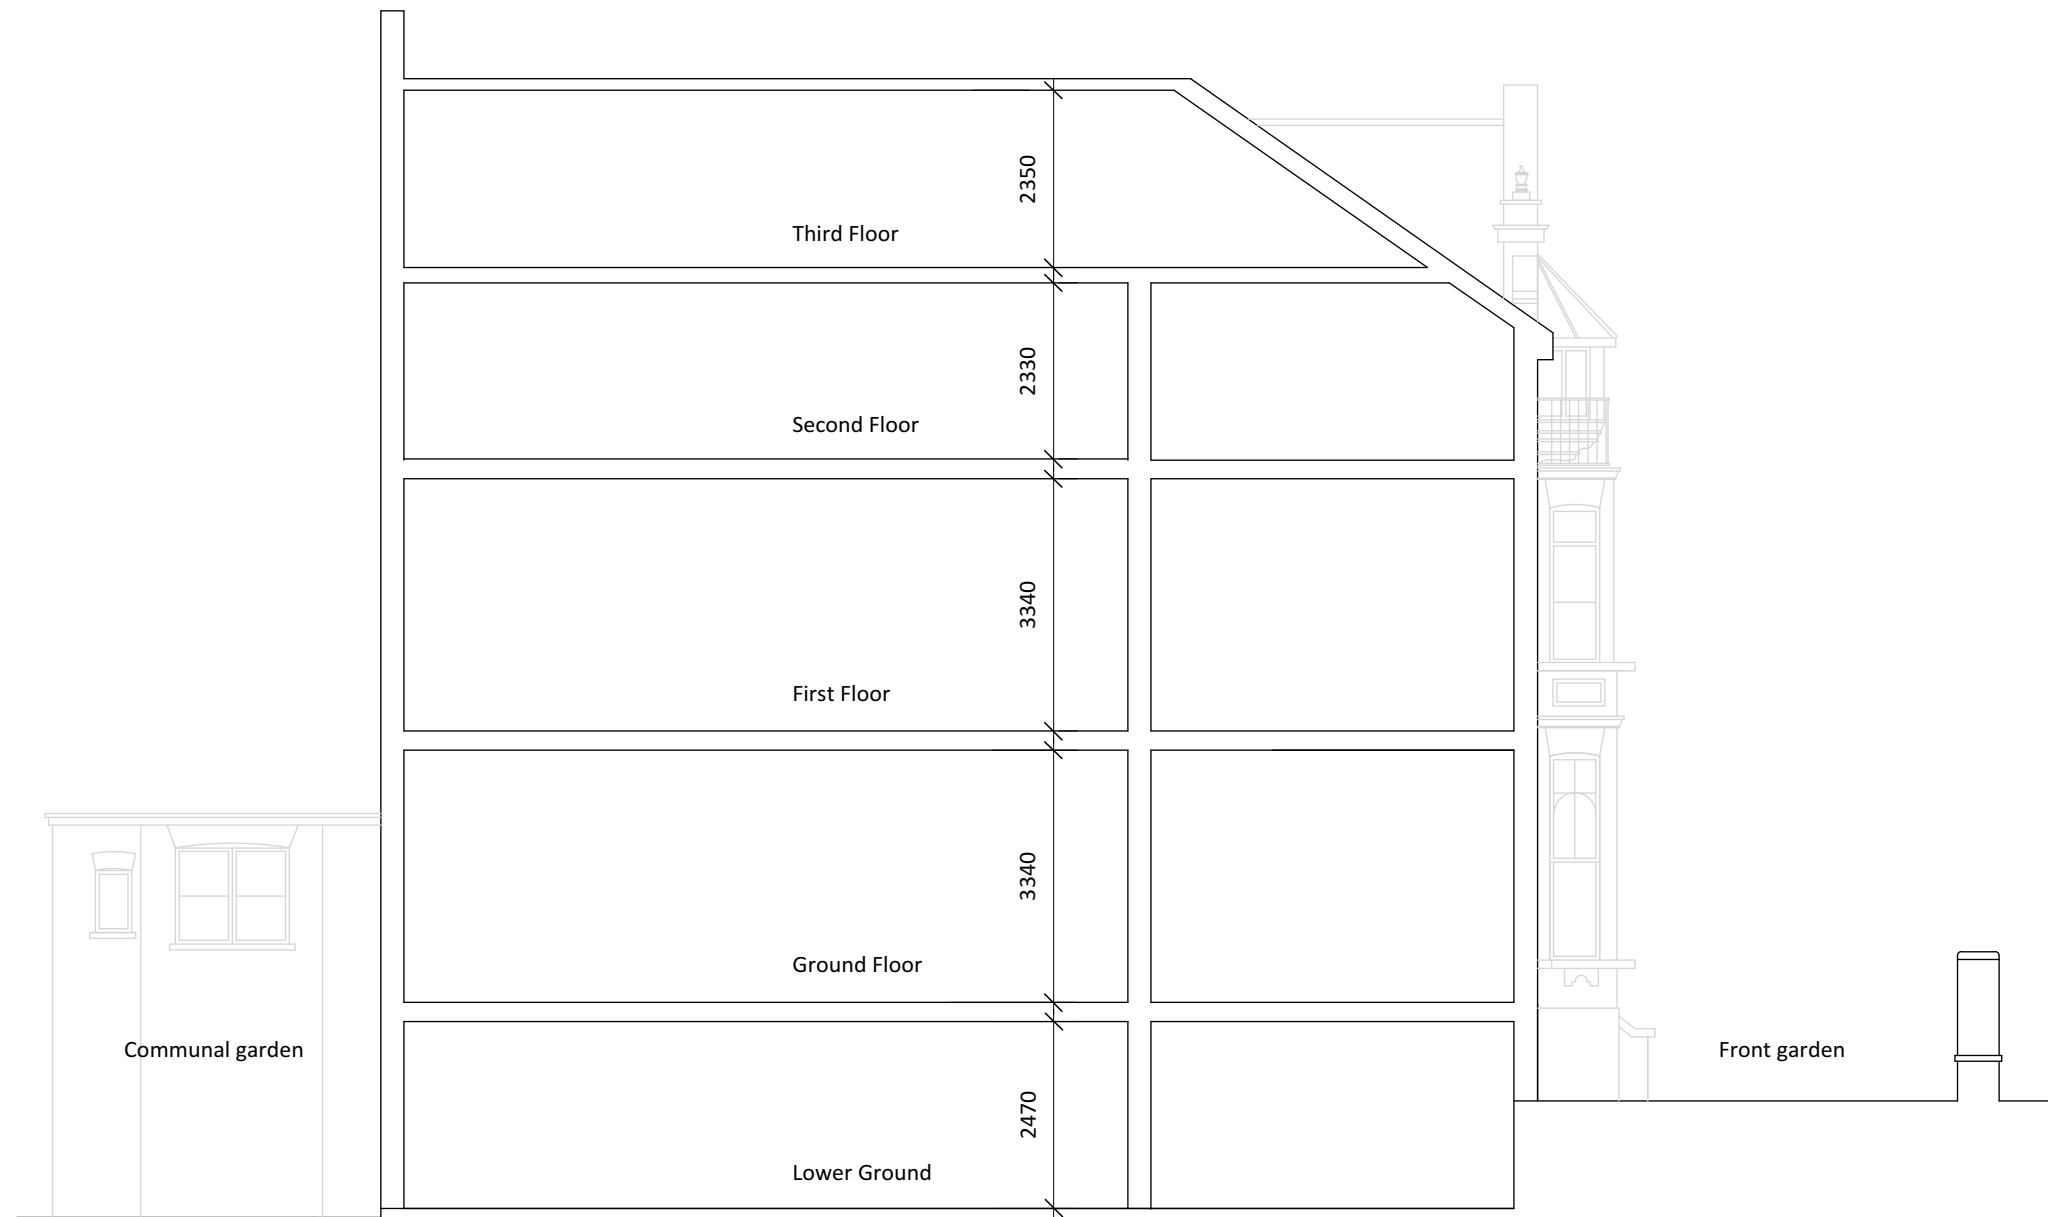 2350
Third Floor
2330
Second Floor
3340
First Floor
3340
Ground Floor
Communal garden
Front garden
2470
Lower Ground